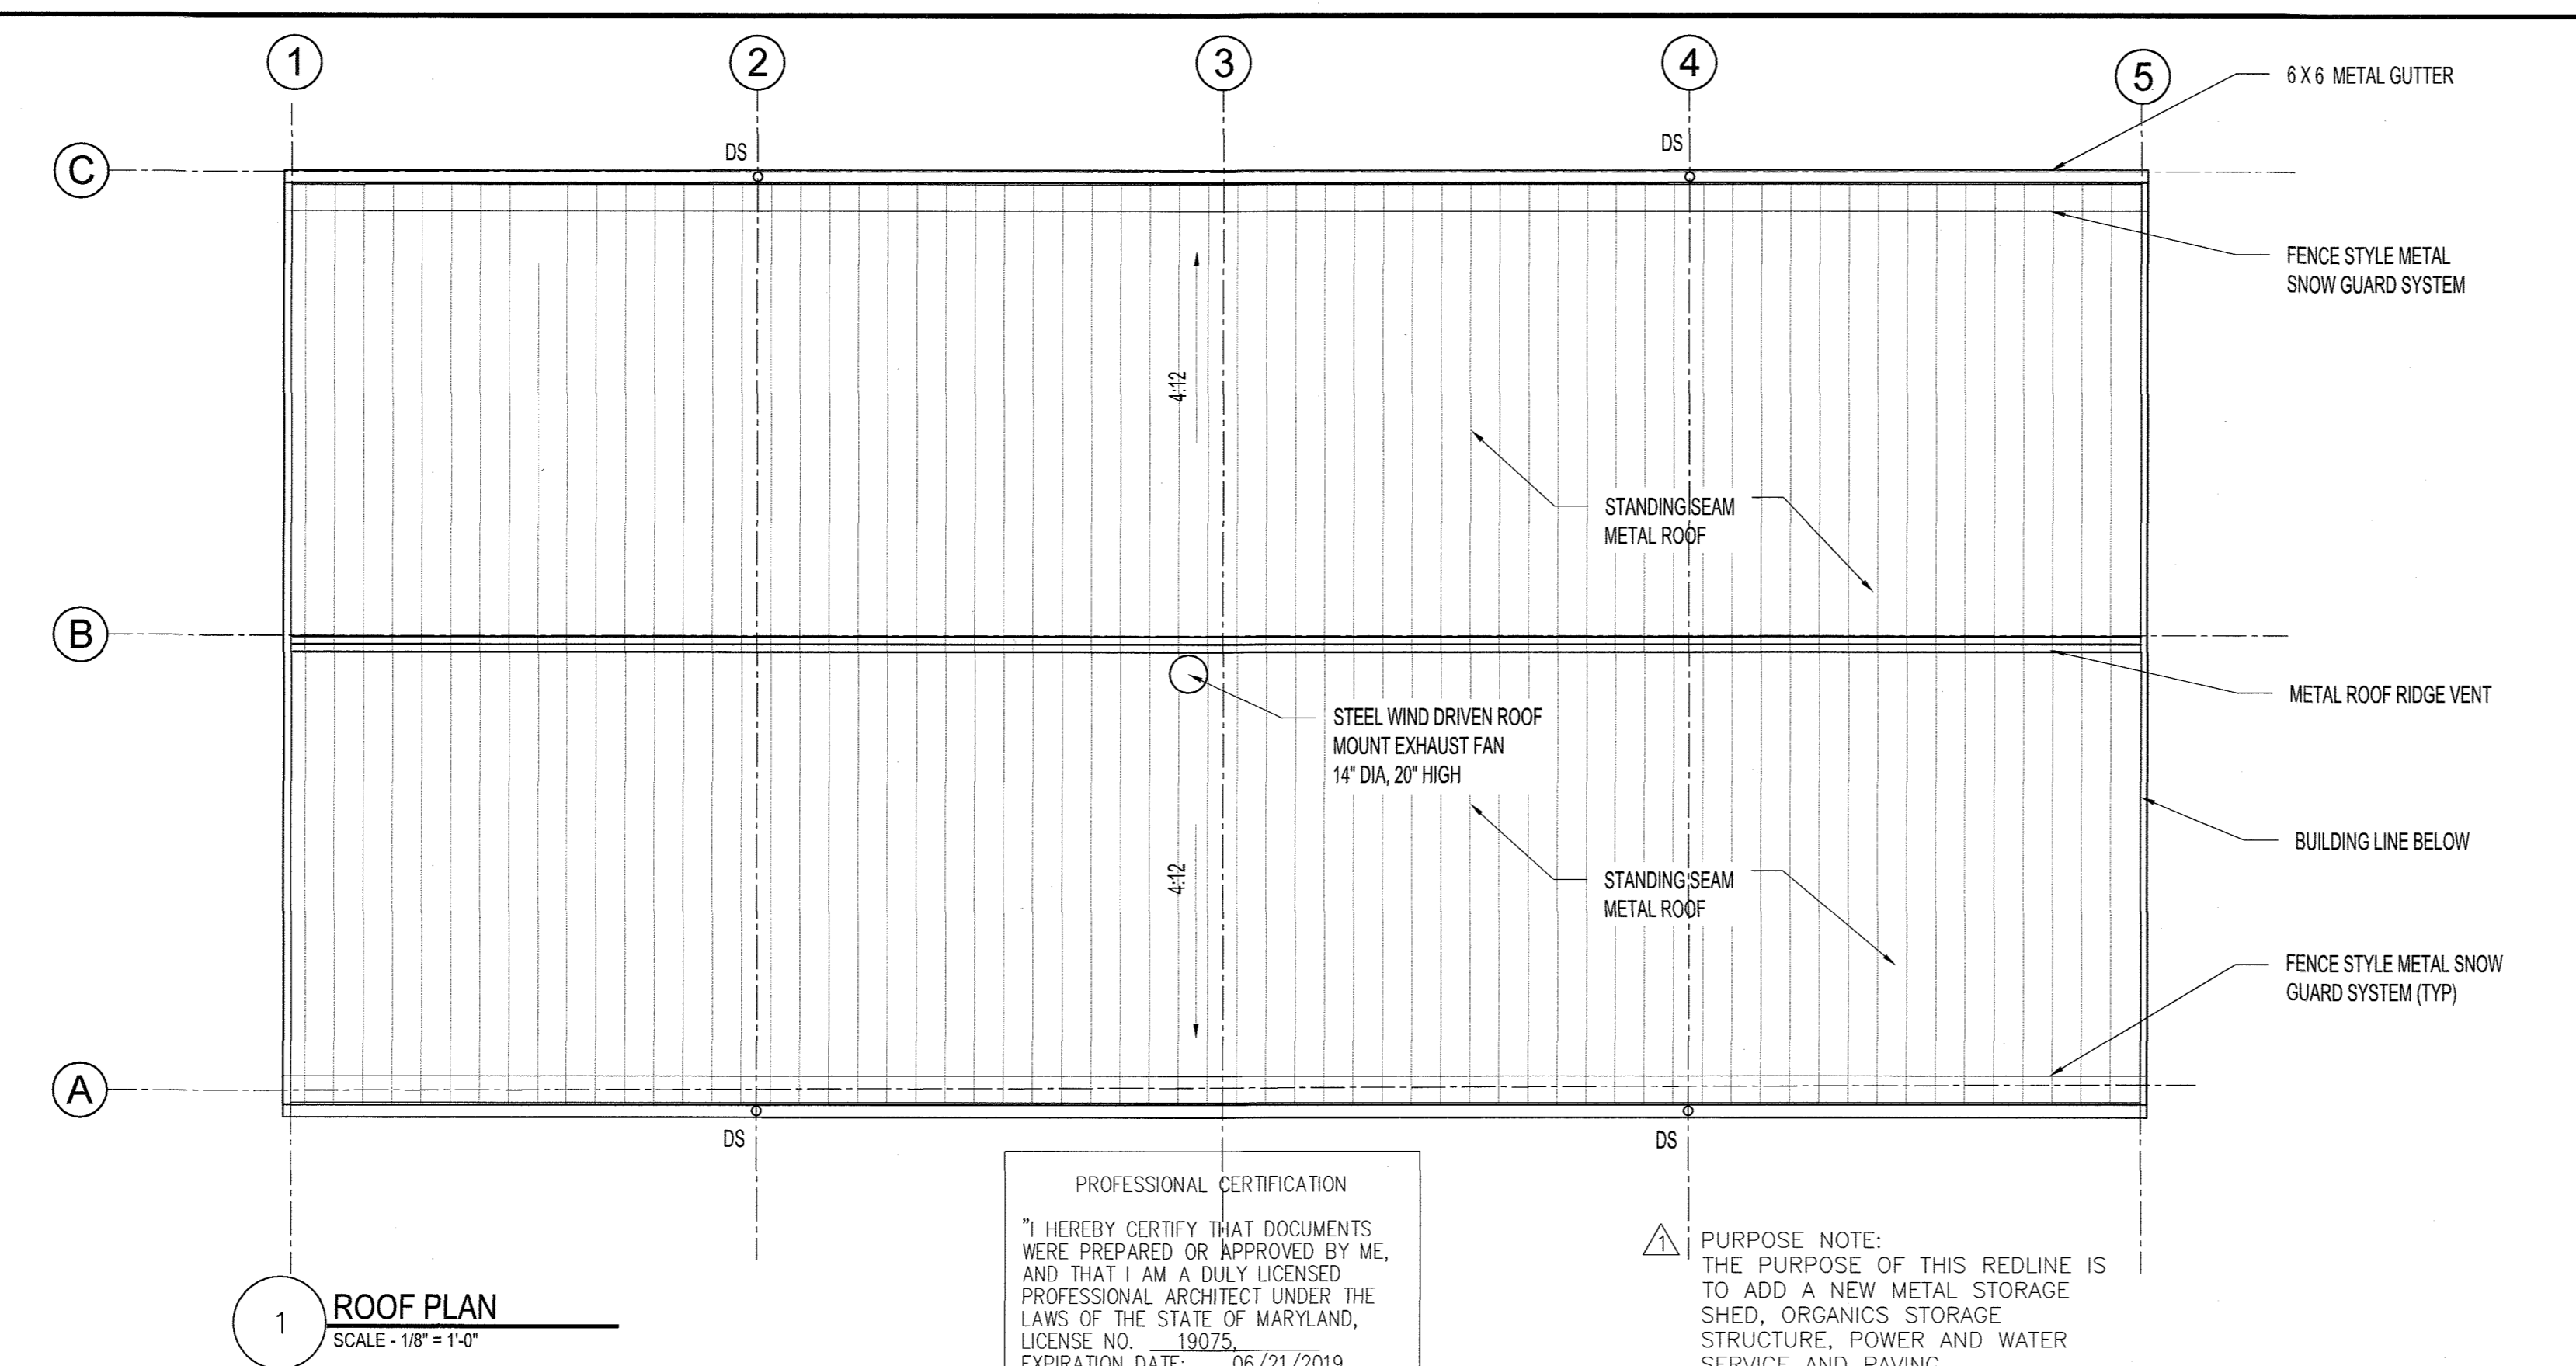 1
2
3
4
5
6 X 6 METAL GUTTER
DS
DS
C
FENCE STYLE METAL
SNOW GUARD SYSTEM
4:12
STANDING SEAM
METAL ROOF
B
METAL ROOF RIDGE VENT
STEEL WIND DRIVEN ROOF
MOUNT EXHAUST FAN
14" DIA, 20" HIGH
BUILDING LINE BELOW
4:12
STANDING SEAM
METAL ROOF
FENCE STYLE METAL SNOW
GUARD SYSTEM (TYP)
A
DS
DS
PROFESSIONAL CERTIFICATION
"I HEREBY CERTIFY THAT DOCUMENTS
WERE PREPARED OR APPROVED BY ME,
AND THAT I AM A DULY LICENSED
PROFESSIONAL ARCHITECT UNDER THE
LAWS OF THE STATE OF MARYLAND,
LICENSE NO. 19075,
EXPIRATION DATE: 06/21/2019
1
PURPOSE NOTE:
THE PURPOSE OF THIS REDLINE IS
TO ADD A NEW METAL STORAGE
SHED, ORGANICS STORAGE
STRUCTURE, POWER AND WATER
SERVICE AND PAVING
1
ROOF PLAN
SCALE - 1/8" = 1'-0"